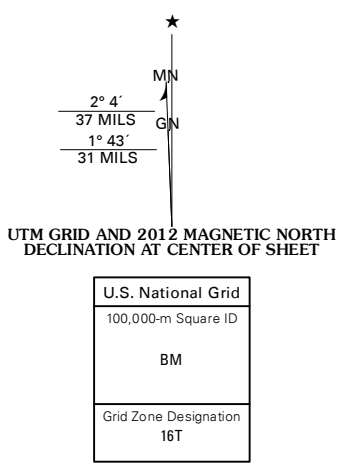 ★
MN
2° 4´
37 MILS
GN
1° 43´
31 MILS
UTM GRID AND 2012 MAGNETIC NORTH
DECLINATION AT CENTER OF SHEET
U.S. National Grid
100,000-m Square ID
BM
Grid Zone Designation
16T